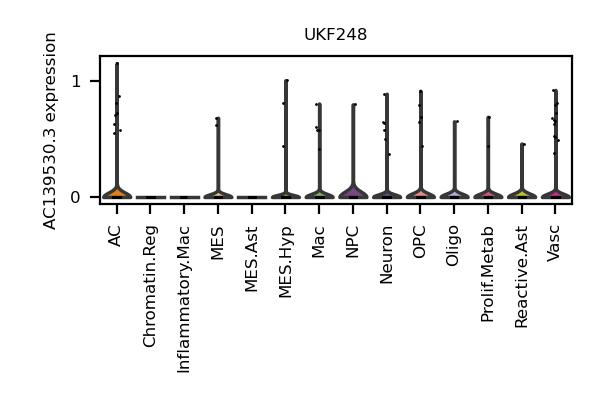 UKF248
AC139530.3 expression
1
0
AC
Chromatin.Reg
Inflammatory.Mac
MES
MES.Ast
MES.Hyp
Mac
NPC
Neuron
OPC
Oligo
Prolif.Metab
Reactive.Ast
Vasc